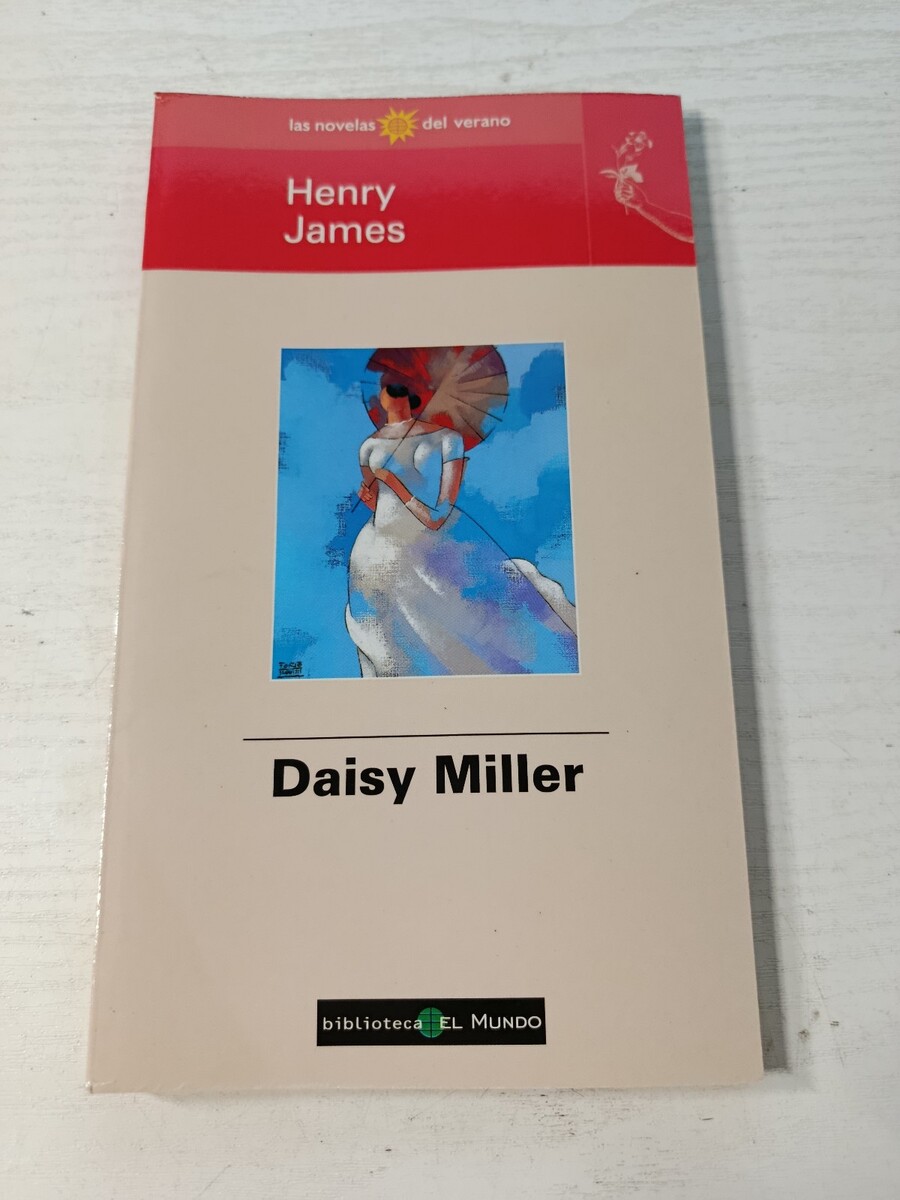 las novelas del verano
Henry
James
Daisy Miller
biblioteca EL MUNDO